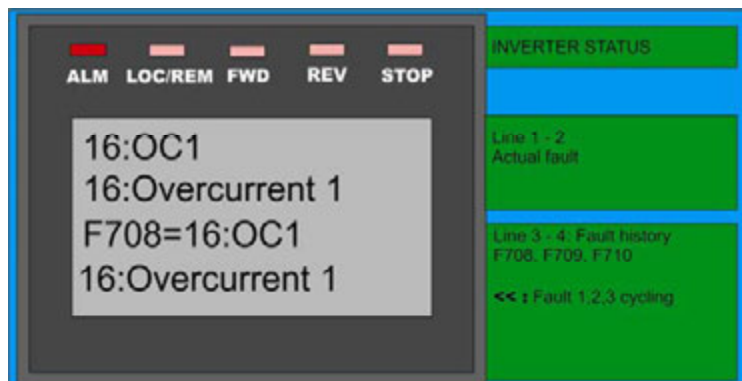 ALM LOC/REM FWD REV STOP
16:OC1
16:Overcurrent 1
F708=16:OC1
16:Overcurrent 1
INVERTER STATUS
Line 1 - 2
Actual fault
Line 3 - 4: Fault history
F708, F709, F710
<< : Fault 1,2,3 cycling